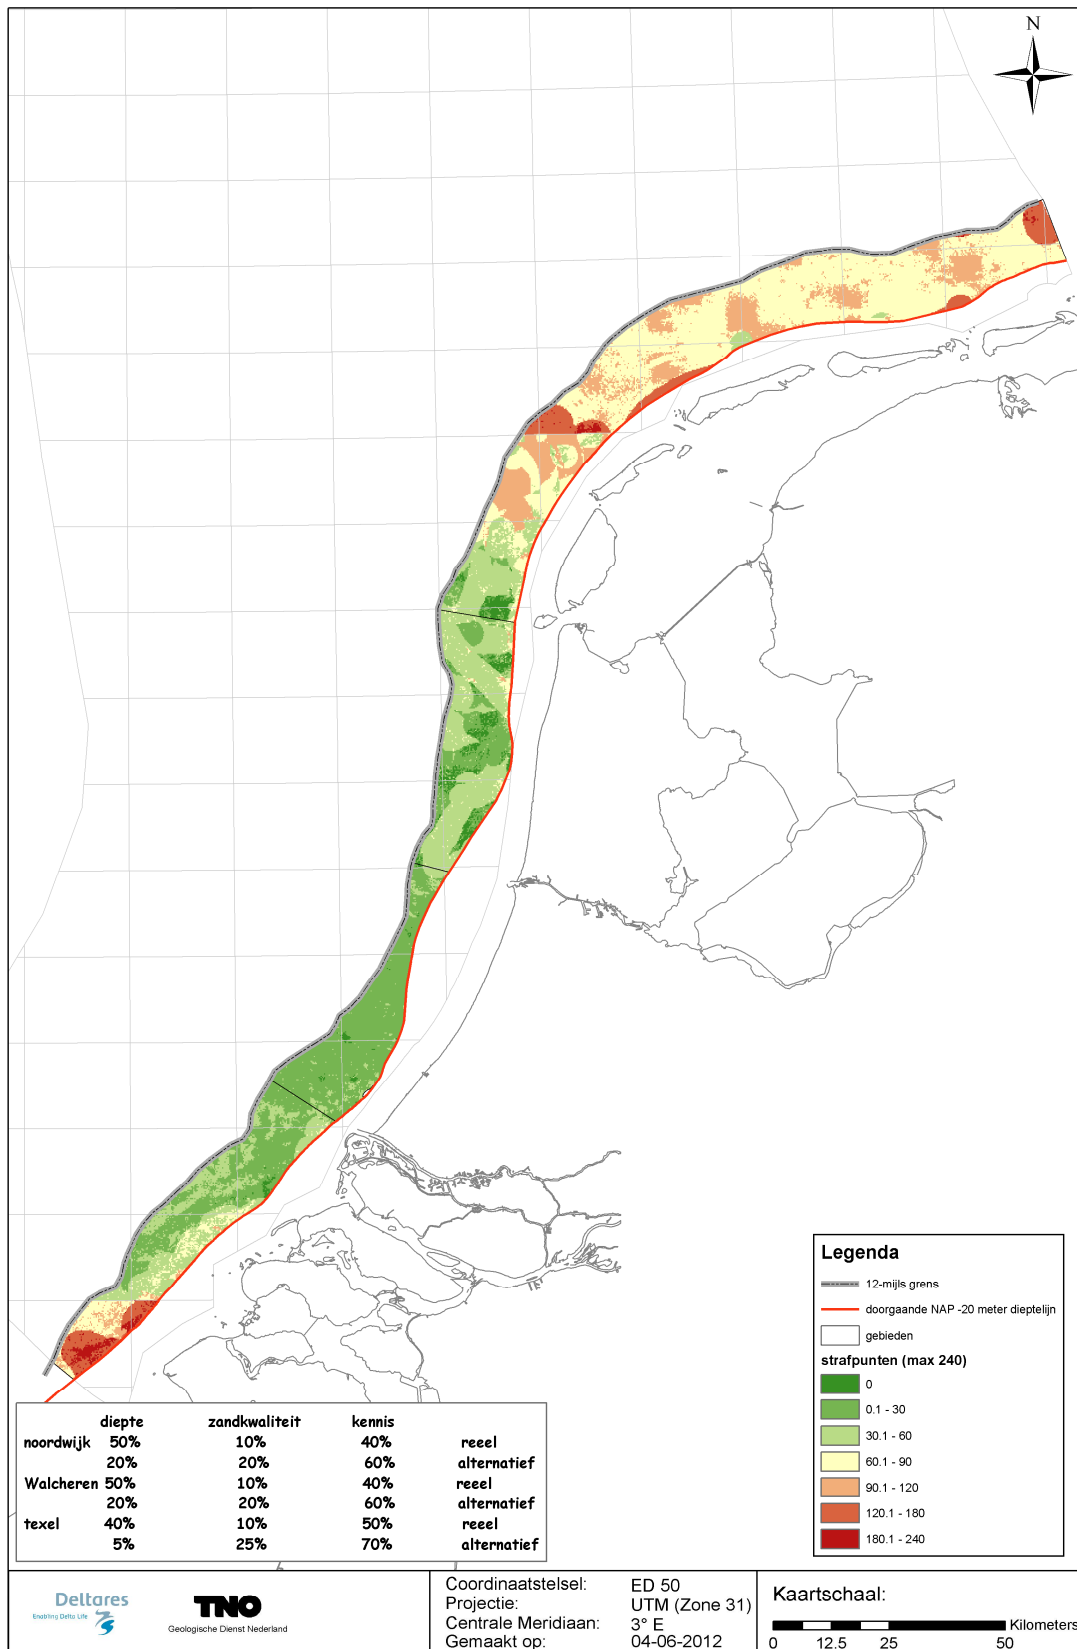 N
Legenda
12-mijls grens
doorgaande NAP -20 meter dieptelijn
gebieden
strafpunten (max 240)
0
0.1 - 30
30.1 - 60
60.1 - 90
90.1 - 120
120.1 - 180
180.1 - 240
diepte zandkwaliteit kennis
noordwijk 50% 10% 40% reeel
20% 20% 60% alternatief
Walcheren 50% 10% 40% reeel
20% 20% 60% alternatief
texel 40% 10% 50% reeel
5% 25% 70% alternatief
Deltares
Enabling Delta Life
TNO
Geologische Dienst Nederland
Coordinaatstelsel: ED 50
Projectie: UTM (Zone 31)
Centrale Meridiaan: 3° E
Gemaakt op: 04-06-2012
Kaartschaal:
Kilometers
0 12.5 25 50